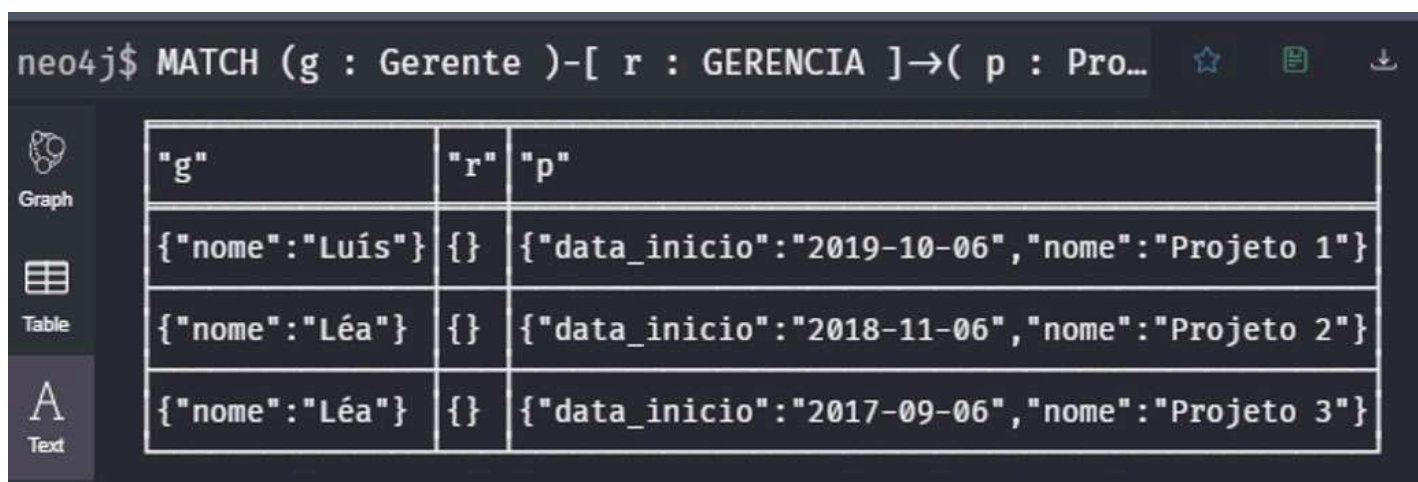 neo4j$ MATCH (g : Gerente )-[ r : GERENCIA ]→( p : Pro…
"g" "r" "p"
Graph
{"nome":"Luís"} {} {"data_inicio":"2019-10-06","nome":"Projeto 1"}
Table
{"nome":"Léa"} {} {"data_inicio":"2018-11-06","nome":"Projeto 2"}
A
{"nome":"Léa"} {} {"data_inicio":"2017-09-06","nome":"Projeto 3"}
Text